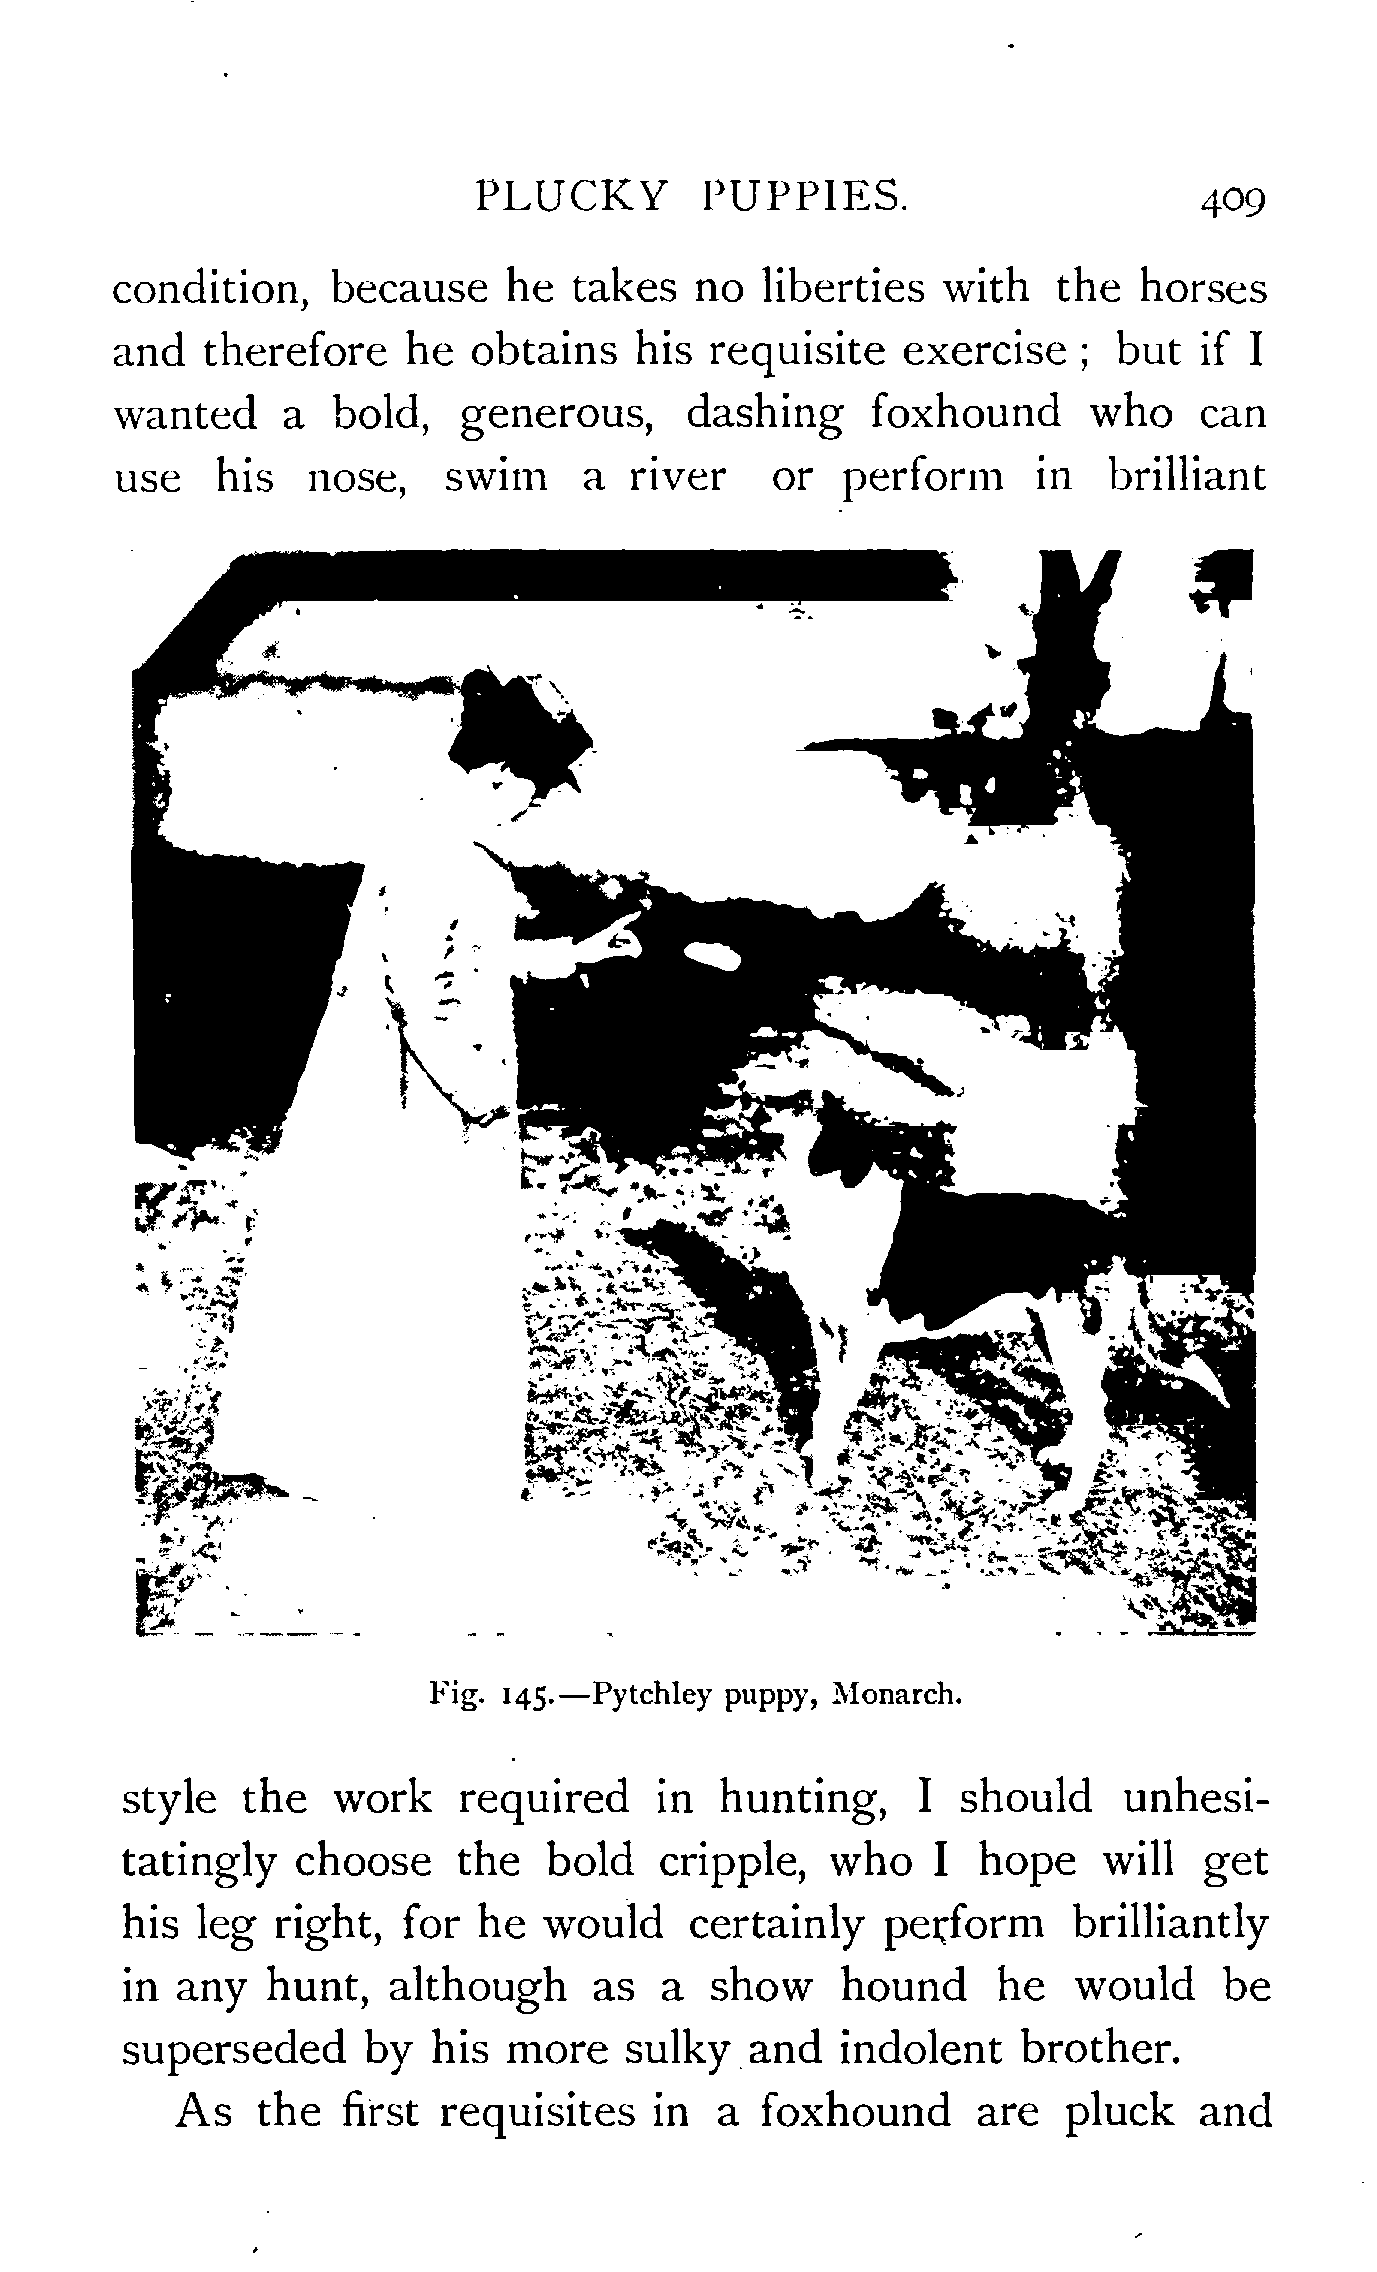 PLUCKY PUPPIES. 409
condition, because he takes no liberties with the horses
and therefore he obtains his requisite exercise ; but if I
wanted a bold, generous, dashing foxhound who can
use his nose, swim a river or perform in brilliant
Fig. 145.—Pytchley puppy, Monarch.
style the work required in hunting, I should unhesi-
tatingly choose the bold cripple, who I hope will get
his leg right, for he would certainly perform brilliantly
in any hunt, although as a show hound he would be
superseded by his more sulky and indolent brother.
As the first requisites in a foxhound are pluck and